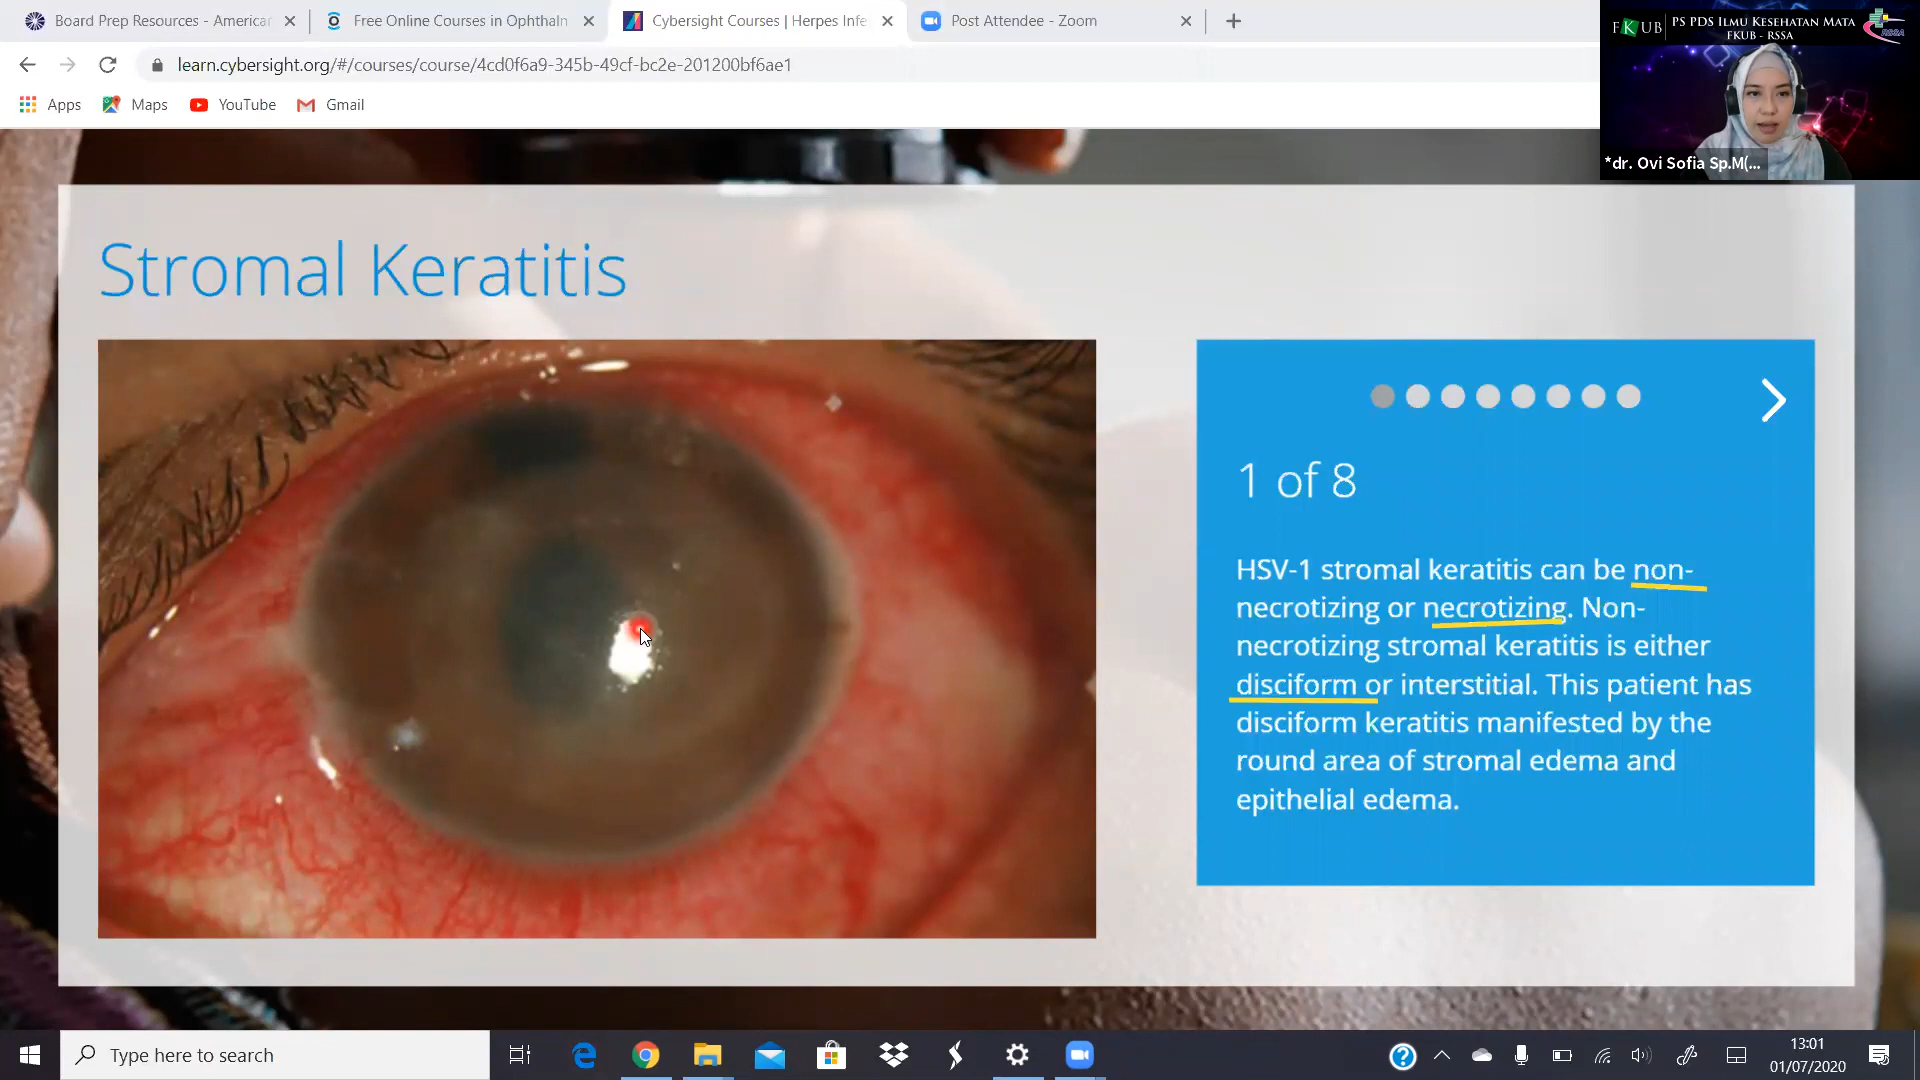 Board Prep Resources - America
Free Online Courses in Ophthaln
Cybersight Courses | Herpes Infe
Post Attendee - Zoom
learn.cybersight.org/#/courses/course/4cd0f6a9-345b-49cf-bc2e-201200bf6ae1
Apps
Maps
YouTube
Gmail
FKUB
PS PDS ILMU KESEHATAN MATA
FKUB - RSSA
*dr. Ovi Sofia Sp.M(...
Stromal Keratitis
1 of 8
HSV-1 stromal keratitis can be non-
necrotizing or necrotizing. Non-
necrotizing stromal keratitis is either
disciform or interstitial. This patient has
disciform keratitis manifested by the
round area of stromal edema and
epithelial edema.
Type here to search
13:01
01/07/2020